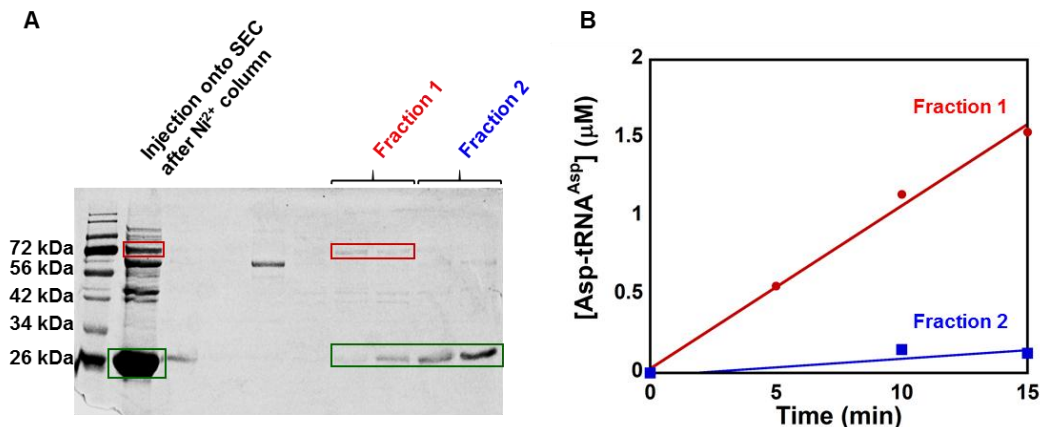 A
Injection onto SEC
after Ni²⁺ column
Fraction 1
Fraction 2
72 kDa
56 kDa
42 kDa
34 kDa
26 kDa
B
[Asp-tRNA^Asp] (μM)
2
1.5
1
0.5
0
Fraction 1
Fraction 2
0
5
10
15
Time (min)